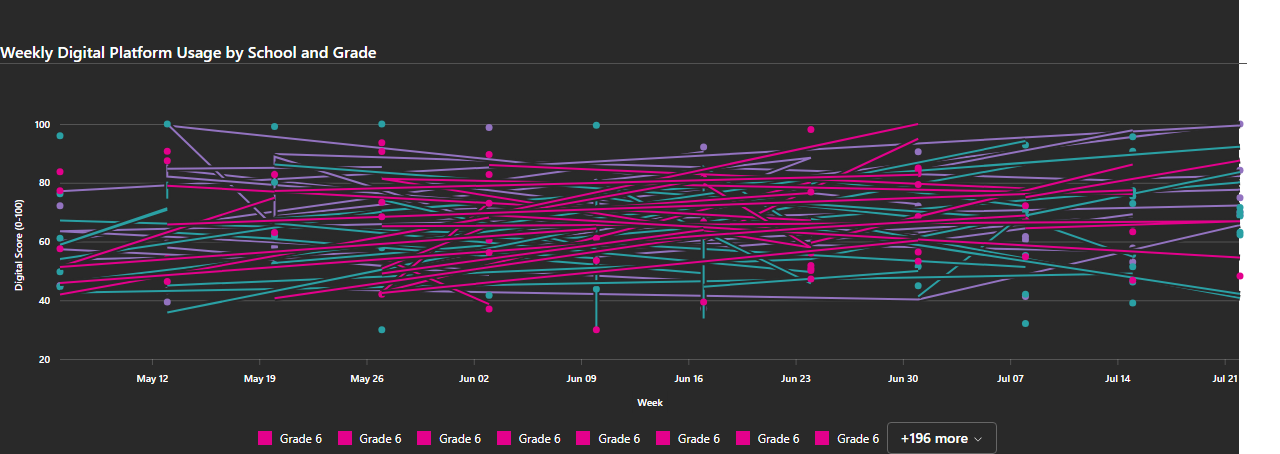 Weekly Digital Platform Usage by School and Grade
Digital Score (0-100)
100
80
60
40
20
May 12 May 19 May 26 Jun 02 Jun 09 Jun 16 Jun 23 Jun 30 Jul 07 Jul 14 Jul 21
Week
Grade 6 Grade 6 Grade 6 Grade 6 Grade 6 Grade 6 Grade 6 Grade 6 +196 more